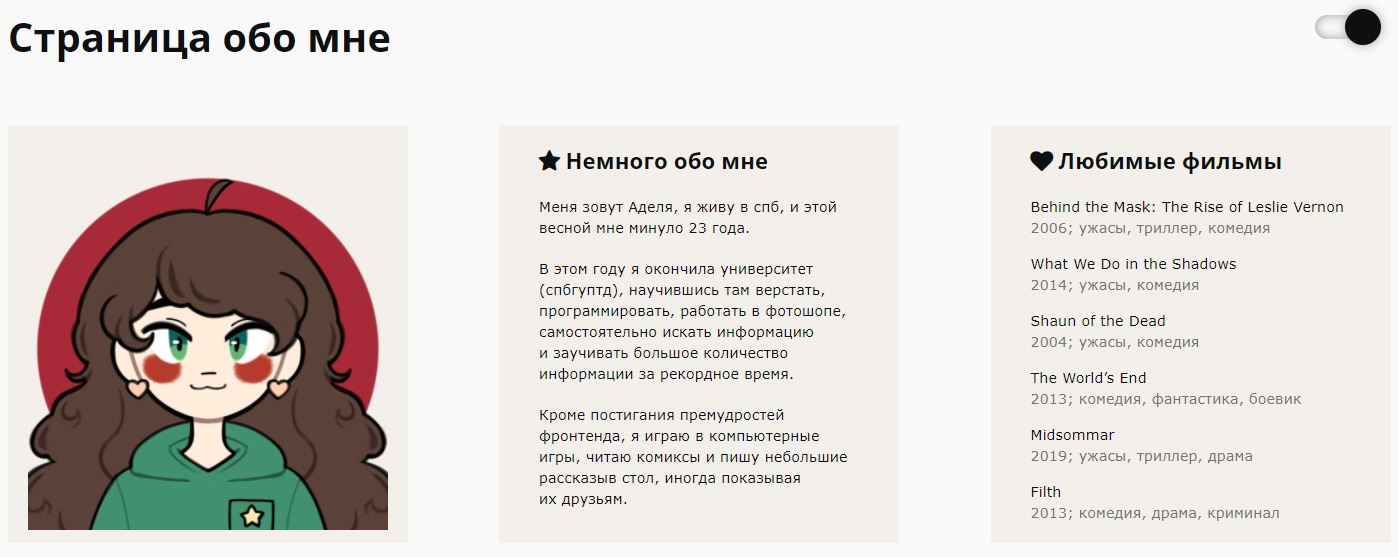 Страница обо мне
Немного обо мне
Меня зовут Аделя, я живу в спб, и этой
весной мне минуло 23 года.
В этом году я окончила университет
(спбгуптд), научившись там верстать,
программировать, работать в фотошопе,
самостоятельно искать информацию
и заучивать большое количество
информации за рекордное время.
Кроме постигания премудростей
фронтенда, я играю в компьютерные
игры, читаю комиксы и пишу небольшие
рассказыв стол, иногда показывая
их друзьям.
Любимые фильмы
Behind the Mask: The Rise of Leslie Vernon
2006; ужасы, триллер, комедия
What We Do in the Shadows
2014; ужасы, комедия
Shaun of the Dead
2004; ужасы, комедия
The World’s End
2013; комедия, фантастика, боевик
Midsommar
2019; ужасы, триллер, драма
Filth
2013; комедия, драма, криминал